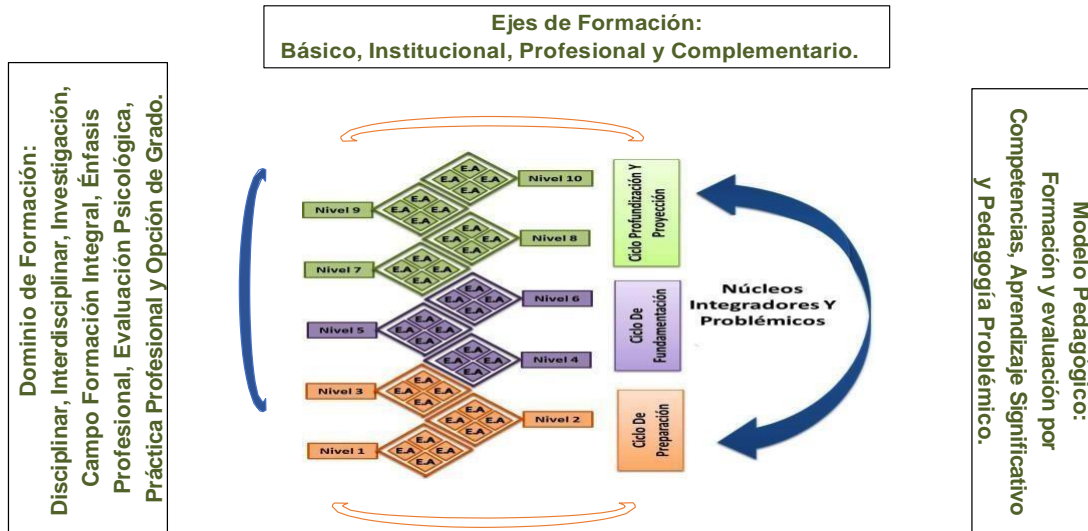 Ejes de Formación:
Básico, Institucional, Profesional y Complementario.
Dominio de Formación:
Disciplinar, Interdisciplinar, Investigación,
Campo Formación Integral, Énfasis
Profesional, Evaluación Psicológica,
Práctica Profesional y Opción de Grado.
E.A
E.A E.A
E.A
Nivel 10
Nivel 9
E.A
E.A E.A
E.A
E.A
E.A E.A
E.A
Nivel 8
Nivel 7
E.A
E.A E.A
E.A
E.A
E.A E.A
E.A
Nivel 6
Nivel 5
E.A
E.A E.A
E.A
E.A
E.A E.A
E.A
Nivel 4
Nivel 3
E.A
E.A E.A
E.A
E.A
E.A E.A
E.A
Nivel 2
Nivel 1
E.A
E.A E.A
E.A
Ciclo Profundización Y
Proyección
Ciclo De
Fundamentación
Ciclo De
Preparación
Núcleos
Integradores Y
Problémicos
Modelo Pedagogico:
Formación y evaluación por
Competencias, Aprendizaje Significativo
y Pedagogía Problémico.